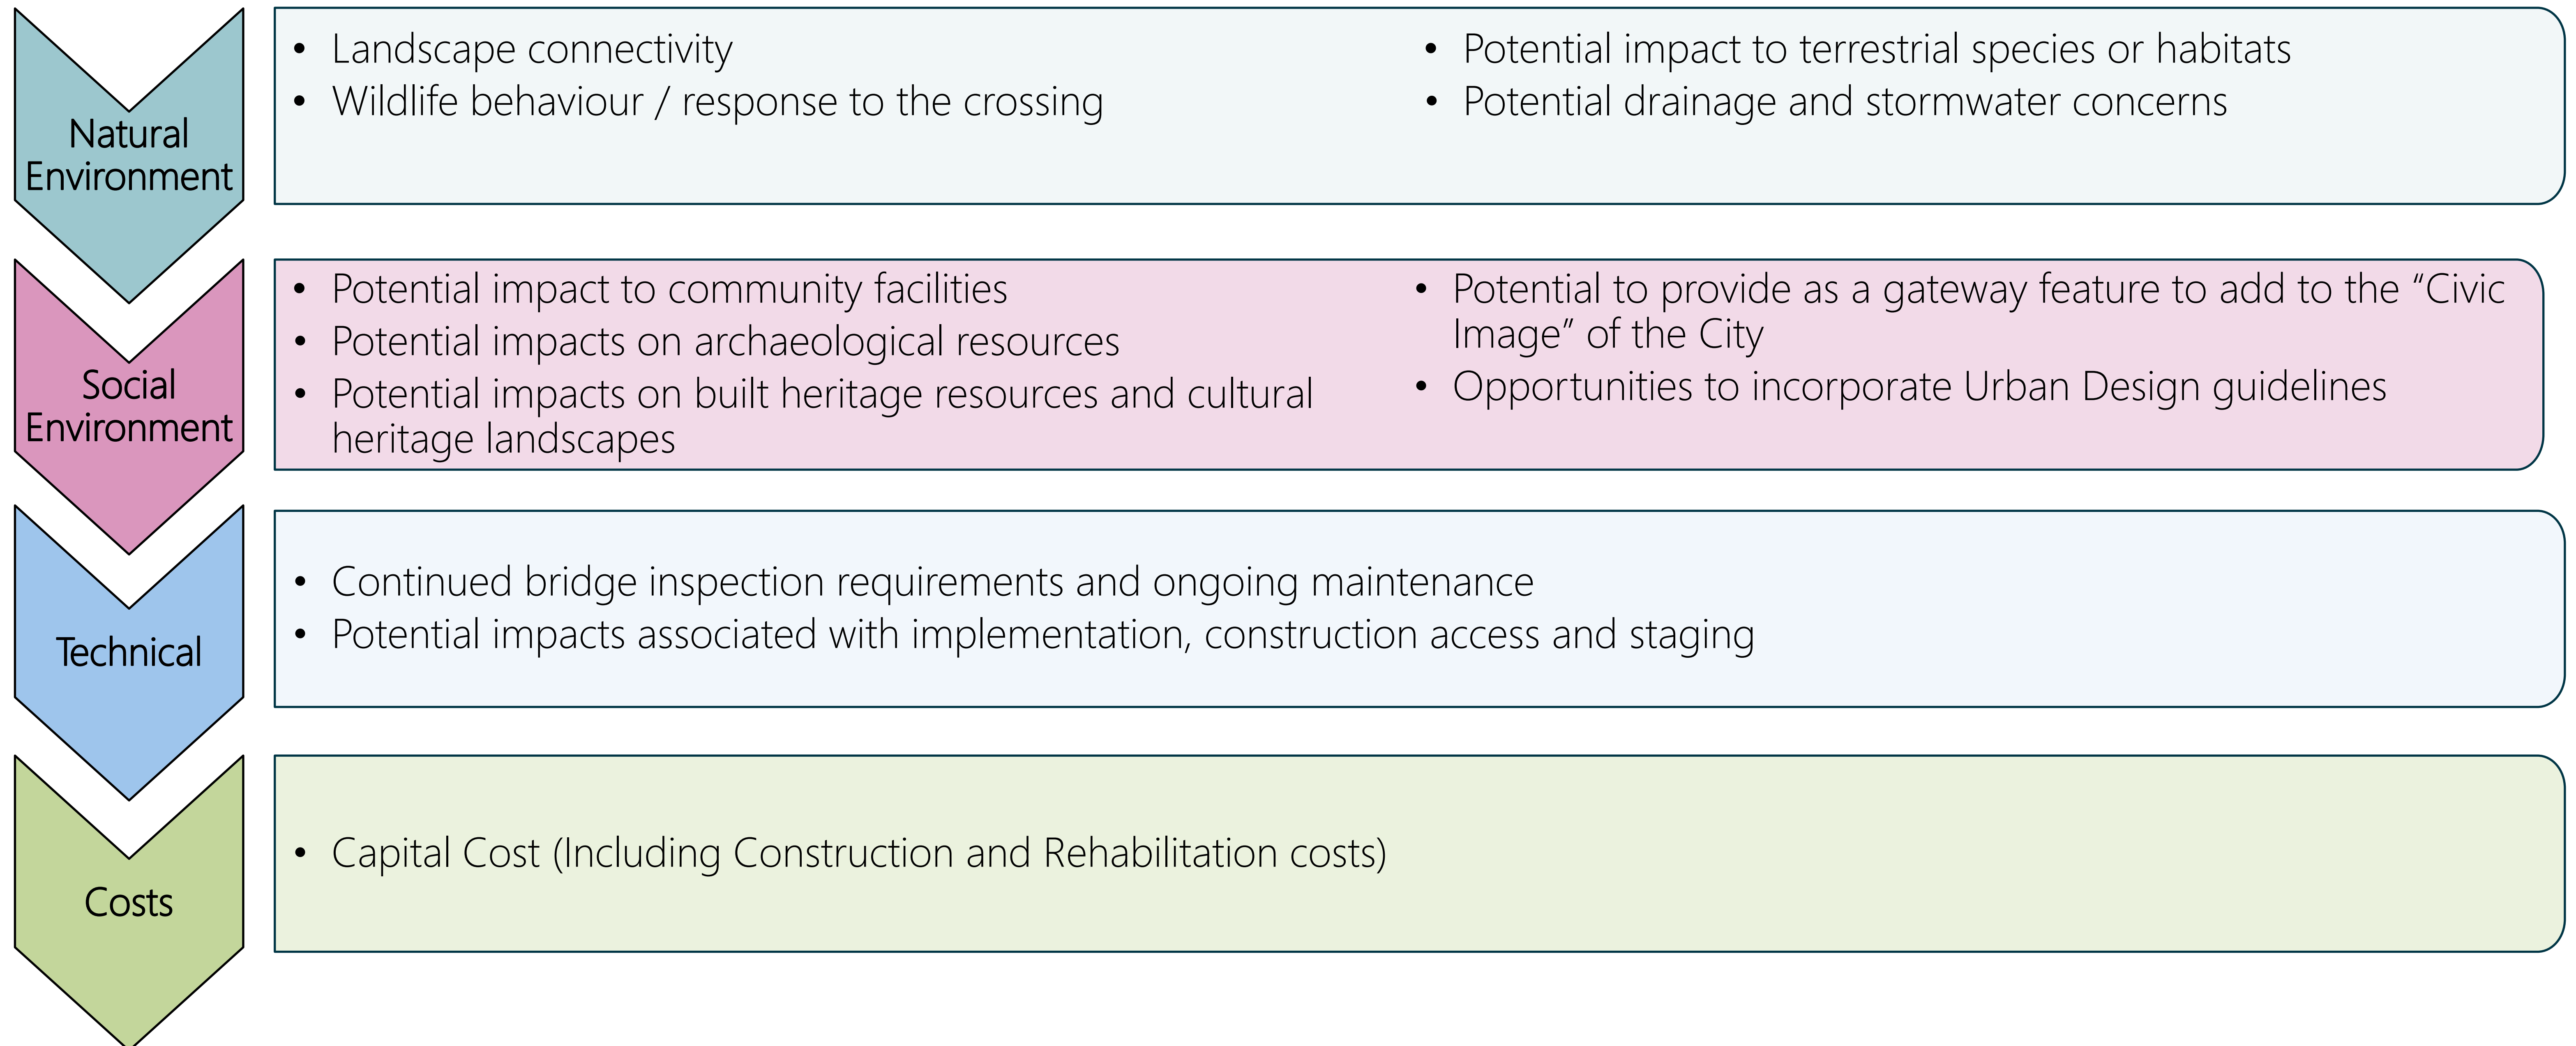 Natural
Environment
• Landscape connectivity
• Wildlife behaviour / response to the crossing
• Potential impact to terrestrial species or habitats
• Potential drainage and stormwater concerns
Social
Environment
• Potential impact to community facilities
• Potential impacts on archaeological resources
• Potential impacts on built heritage resources and cultural
heritage landscapes
• Potential to provide as a gateway feature to add to the “Civic
Image” of the City
• Opportunities to incorporate Urban Design guidelines
Technical
• Continued bridge inspection requirements and ongoing maintenance
• Potential impacts associated with implementation, construction access and staging
Costs
• Capital Cost (Including Construction and Rehabilitation costs)